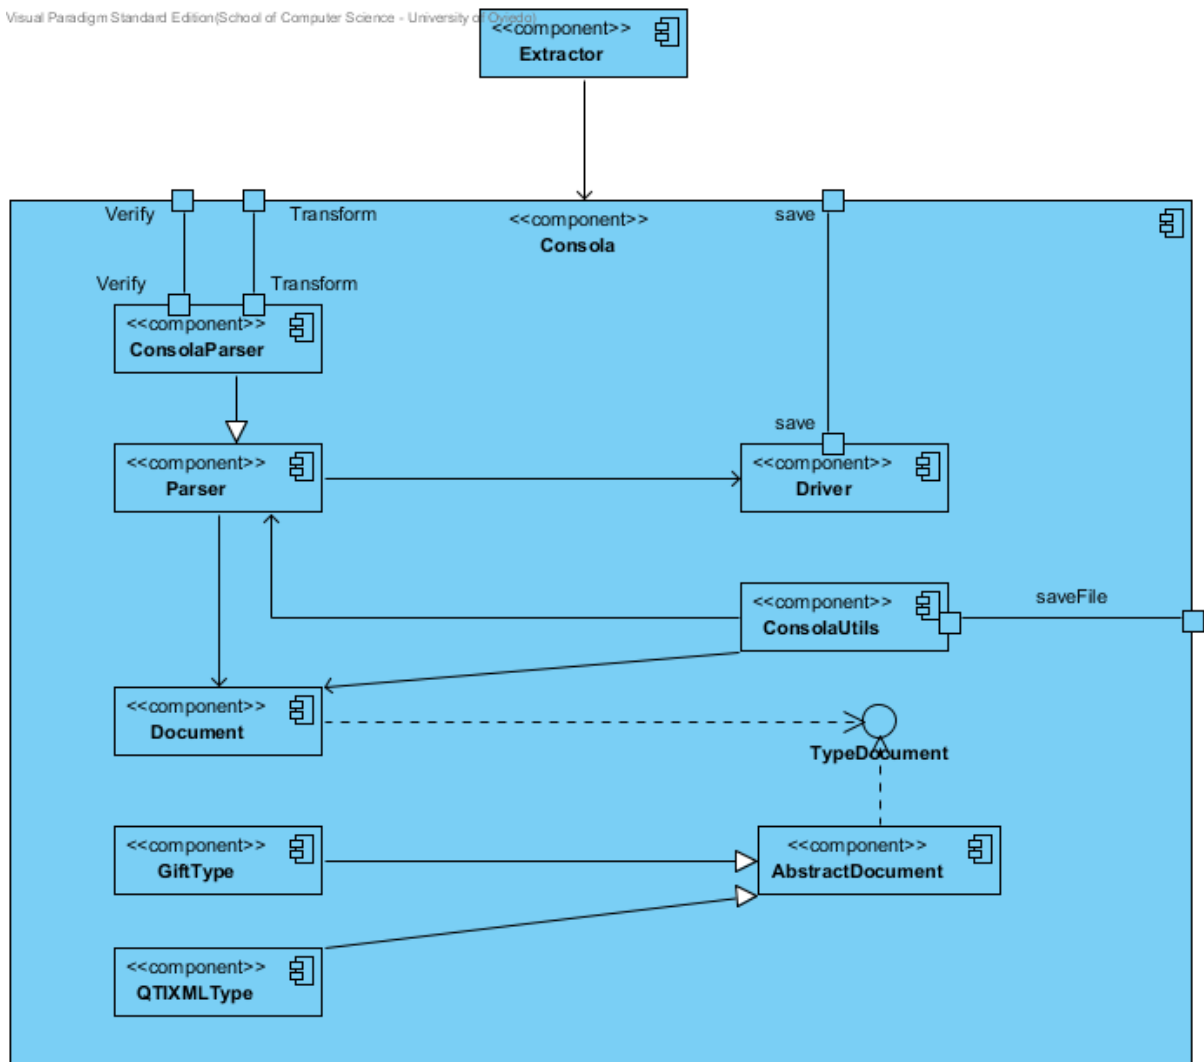 Visual Paradigm Standard Edition(School of Computer Science - University of Oviedo)
<<component>>
Extractor
Verify
Transform
<<component>>
Consola
save
Verify
Transform
<<component>>
ConsolaParser
save
<<component>>
Parser
<<component>>
Driver
<<component>>
ConsolaUtils
saveFile
<<component>>
Document
TypeDocument
<<component>>
GiftType
<<component>>
AbstractDocument
<<component>>
QTIXMLType